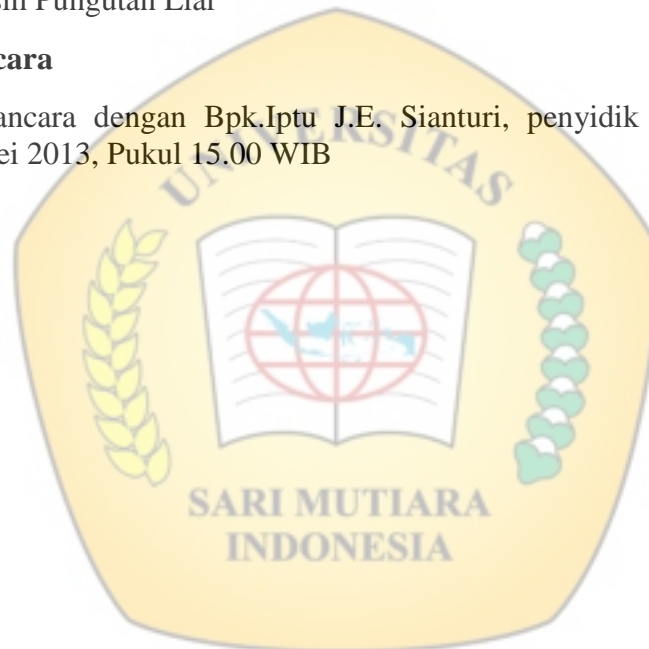 Pungutan Liar
cara
ancara dengan Bpk.Iptu J.E. Sianturi, penyidik
ei 2013, Pukul 15.00 WIB
UNIVERSITAS
SARI MUTIARA
INDONESIA